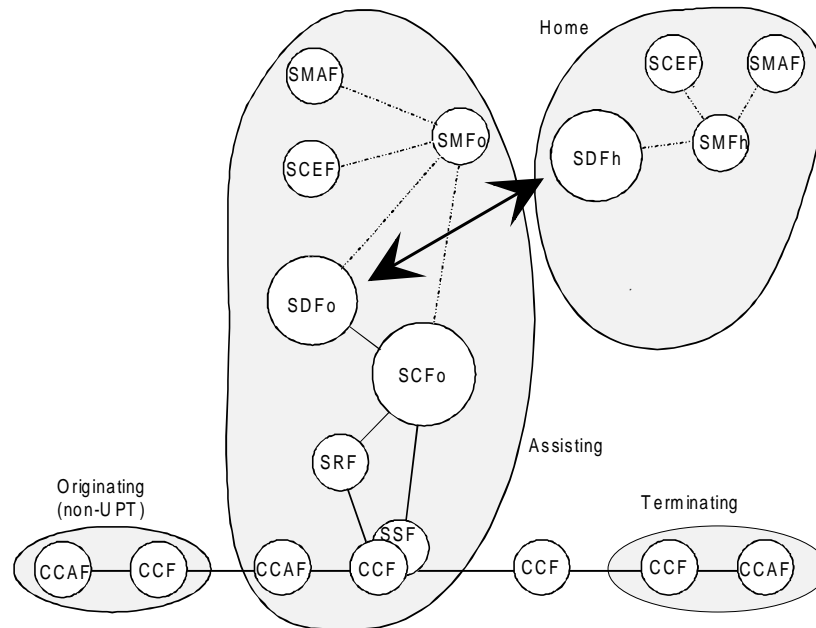 Home
SMAF
SCEF
SMAF
SMFo
SMFh
SCEF
SDFh
SDFo
SCFo
Assisting
SRF
Originating
(non-UPT)
Terminating
SSF
CCAF
CCF
CCAF
CCF
CCF
CCF
CCAF